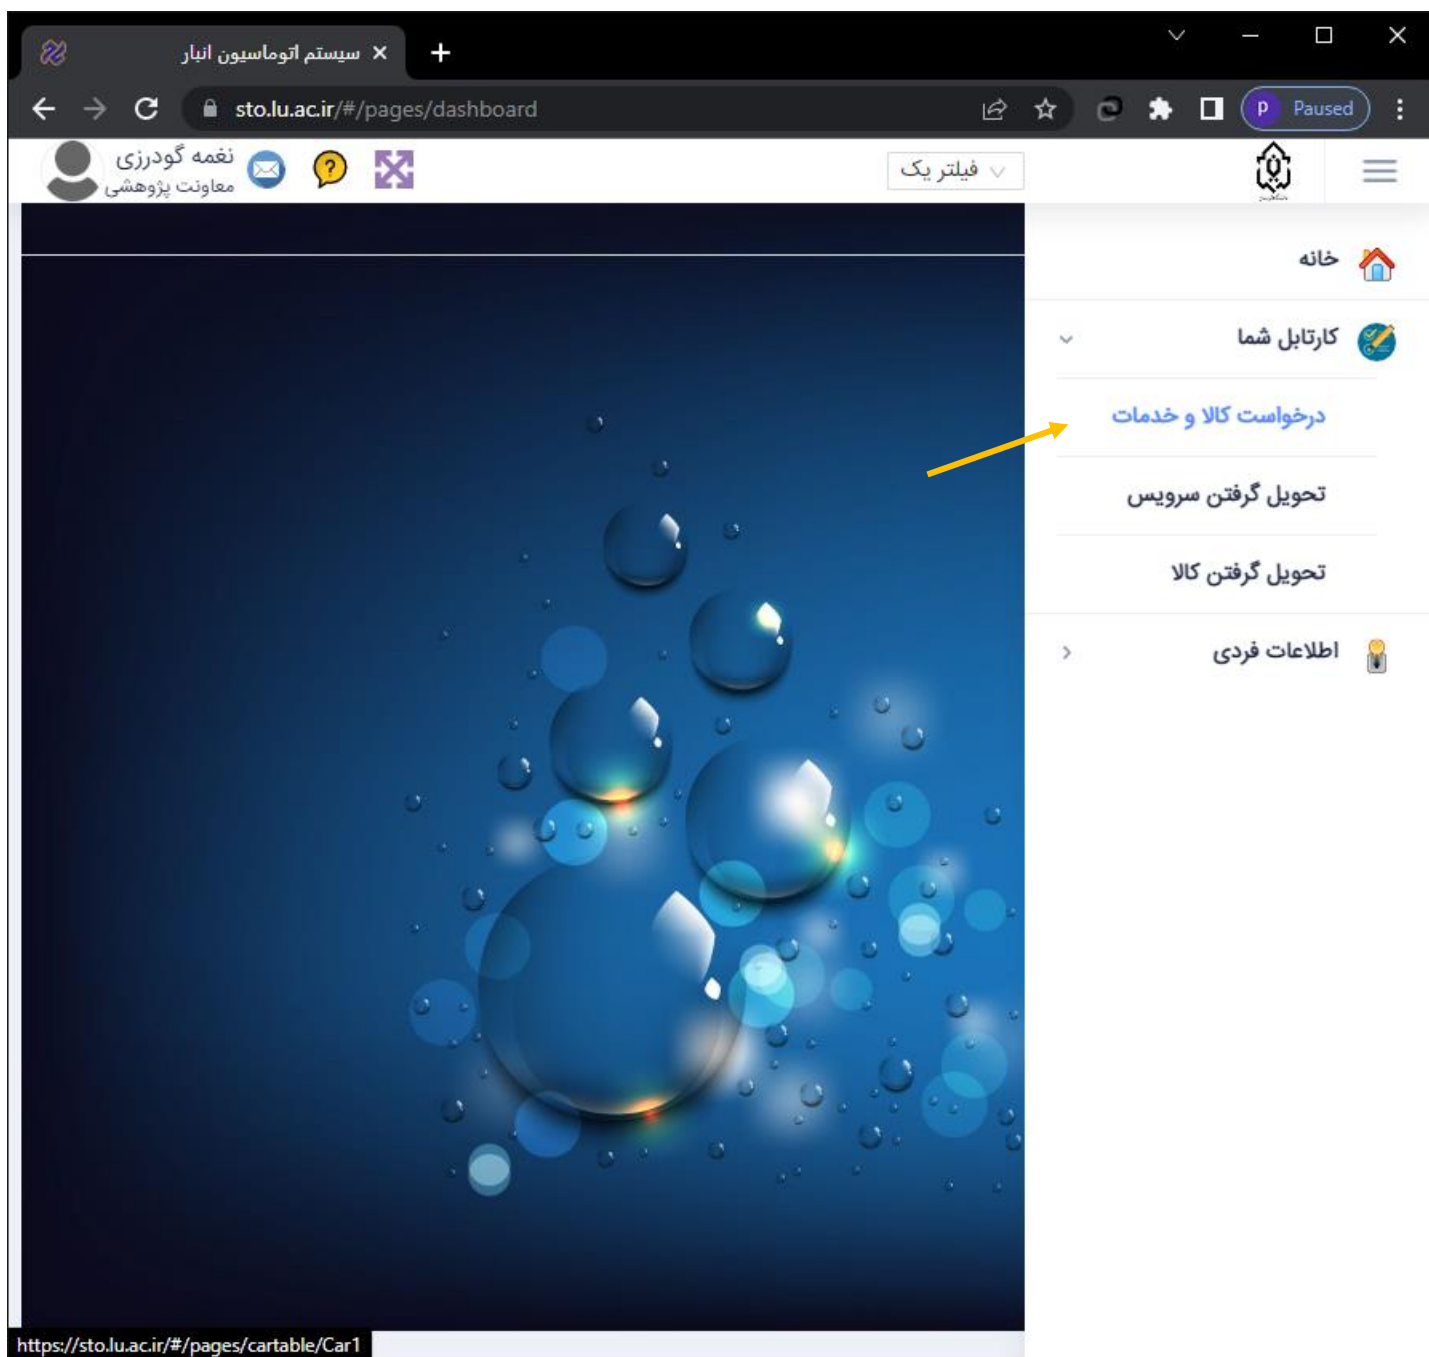 سیستم اتوماسیون انبار
sto.lu.ac.ir/#/pages/dashboard
P Paused
نغمه گودرزی
معاونت پژوهشی
?
فیلتر یک
خانه
کارتابل شما
درخواست کالا و خدمات
تحویل گرفتن سرویس
تحویل گرفتن کالا
اطلاعات فردی
https://sto.lu.ac.ir/#/pages/cartable/Car1